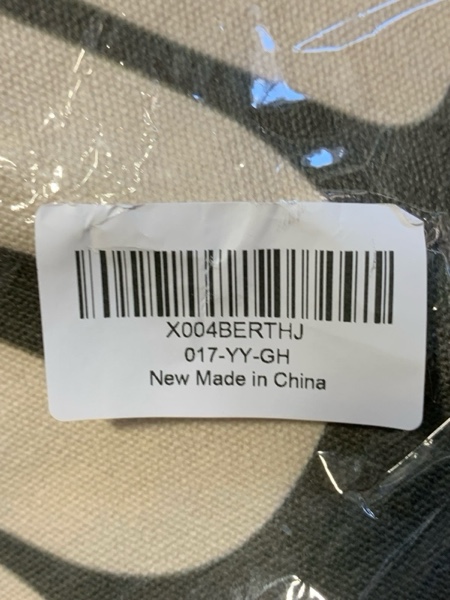 X004BERTHJ
017-YY-GH
New Made in China